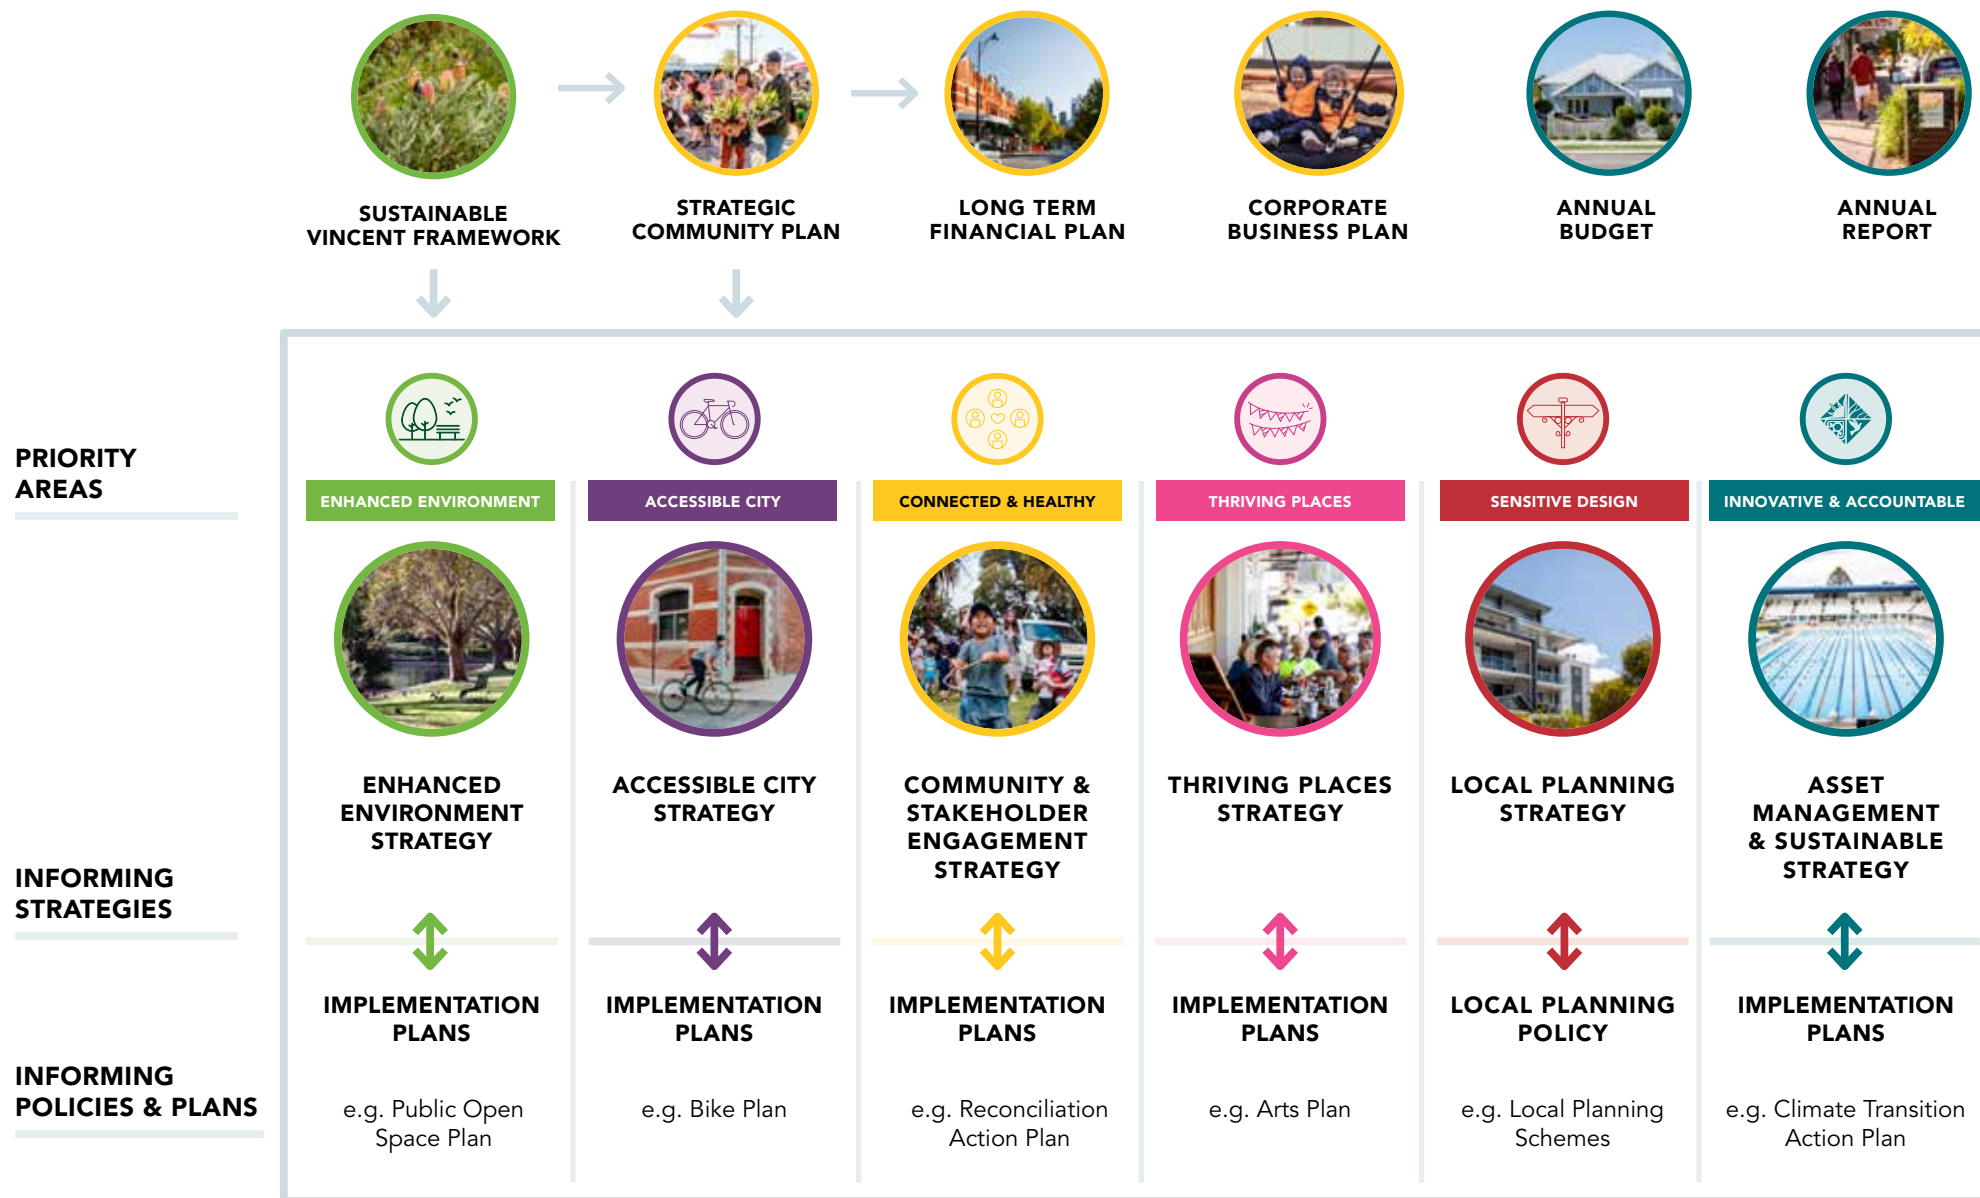 SUSTAINABLE
VINCENT FRAMEWORK
STRATEGIC
COMMUNITY PLAN
LONG TERM
FINANCIAL PLAN
CORPORATE
BUSINESS PLAN
ANNUAL
BUDGET
ANNUAL
REPORT
PRIORITY
AREAS
ENHANCED ENVIRONMENT
ACCESSIBLE CITY
CONNECTED & HEALTHY
THRIVING PLACES
SENSITIVE DESIGN
INNOVATIVE & ACCOUNTABLE
INFORMING
STRATEGIES
ENHANCED
ENVIRONMENT
STRATEGY
ACCESSIBLE CITY
STRATEGY
COMMUNITY &
STAKEHOLDER
ENGAGEMENT
STRATEGY
THRIVING PLACES
STRATEGY
LOCAL PLANNING
STRATEGY
ASSET
MANAGEMENT
& SUSTAINABLE
STRATEGY
INFORMING
POLICIES & PLANS
IMPLEMENTATION
PLANS
e.g. Public Open
Space Plan
IMPLEMENTATION
PLANS
e.g. Bike Plan
IMPLEMENTATION
PLANS
e.g. Reconciliation
Action Plan
IMPLEMENTATION
PLANS
e.g. Arts Plan
LOCAL PLANNING
POLICY
e.g. Local Planning
Schemes
IMPLEMENTATION
PLANS
e.g. Climate Transition
Action Plan